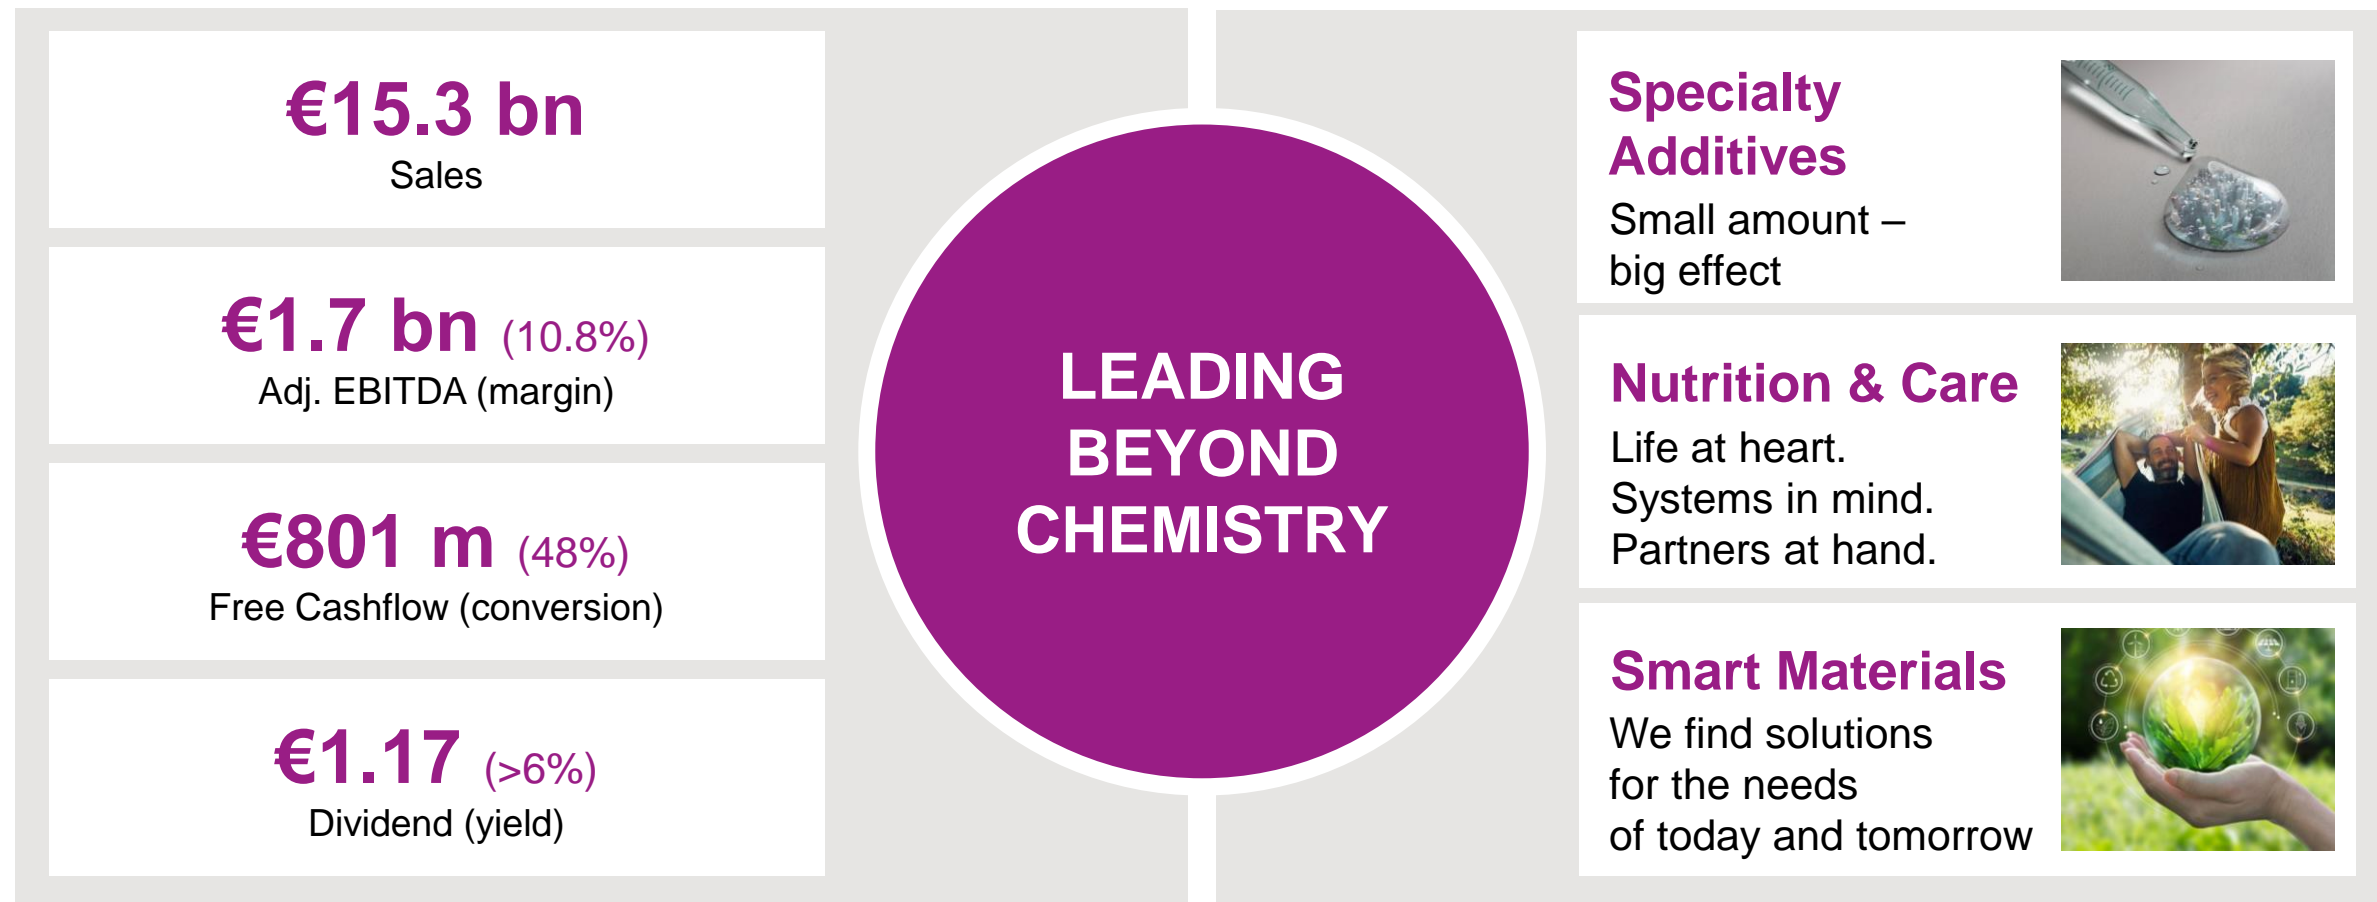 €15.3 bn
Sales
€1.7 bn (10.8%)
Adj. EBITDA (margin)
€801 m (48%)
Free Cashflow (conversion)
€1.17 (>6%)
Dividend (yield)
LEADING
BEYOND
CHEMISTRY
Specialty
Additives
Small amount –
big effect
Nutrition & Care
Life at heart.
Systems in mind.
Partners at hand.
Smart Materials
We find solutions
for the needs
of today and tomorrow